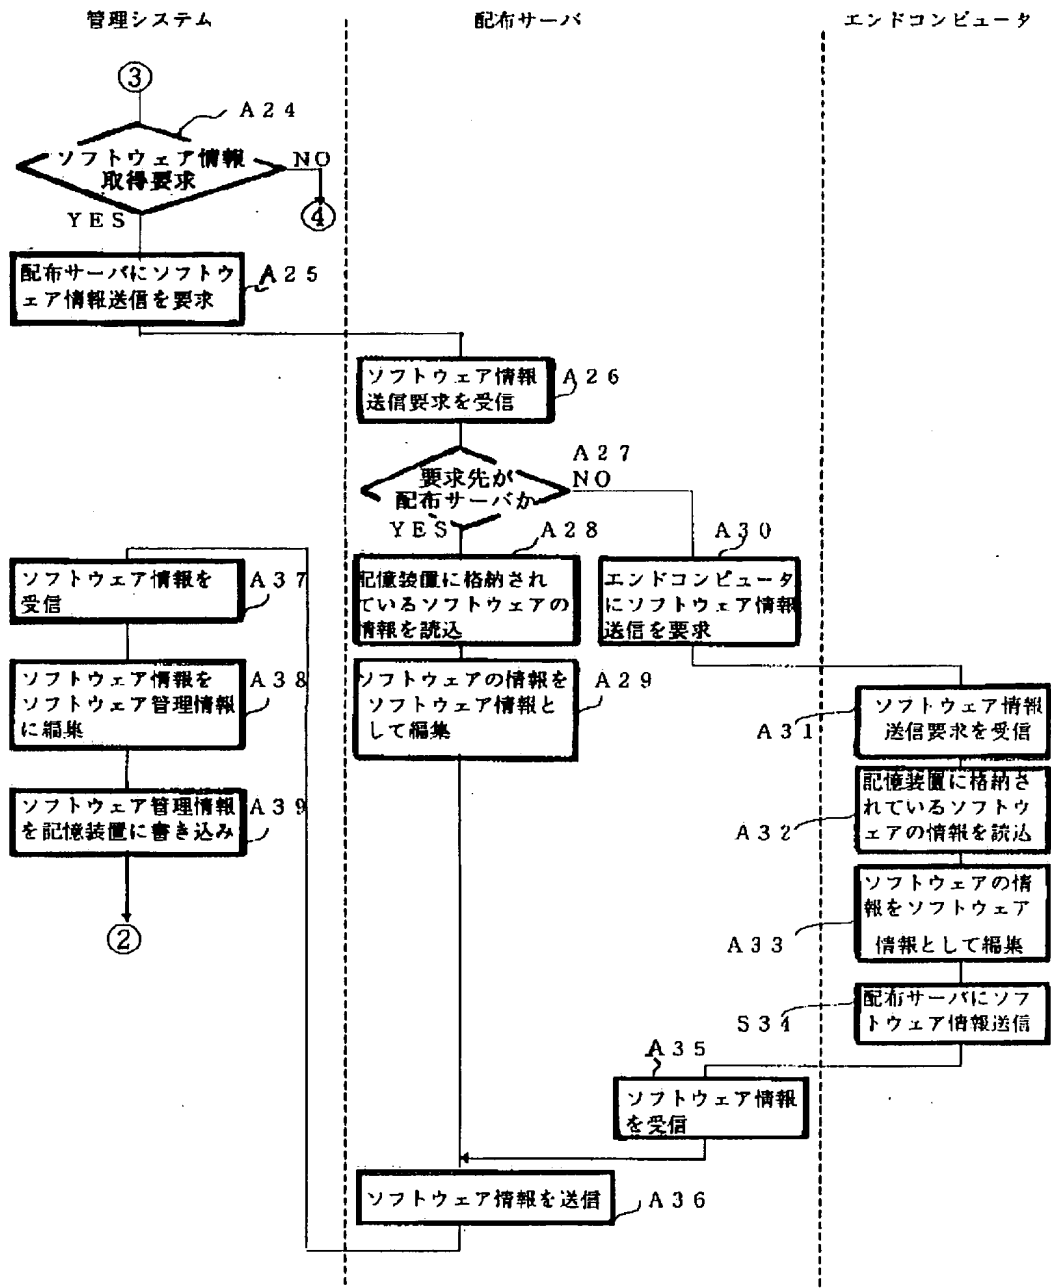 管理システム
配布サーバ
エンドコンピュータ
③
A24
ソフトウェア情報
取得要求
NO
YES
④
配布サーバにソフトウ
ェア情報送信を要求
A25
ソフトウェア情報
送信要求を受信
A26
要求先が
配布サーバか
A27
NO
YES
A28
記憶装置に格納され
ているソフトウェアの
情報を読込
A30
エンドコンピュータ
にソフトウェア情報
送信を要求
ソフトウェアの情報を
ソフトウェア情報と
して編集
A29
A31
ソフトウェア情報
送信要求を受信
A32
記憶装置に格納さ
れているソフトウ
ェアの情報を読込
A33
ソフトウェアの情
報をソフトウェア
情報として編集
S34
配布サーバにソフ
トウェア情報送信
A35
ソフトウェア情報
を受信
ソフトウェア情報を送信
A36
ソフトウェア情報を
受信
A37
ソフトウェア情報を
ソフトウェア管理情報
に編集
A38
ソフトウェア管理情報
を記憶装置に書き込み
A39
②